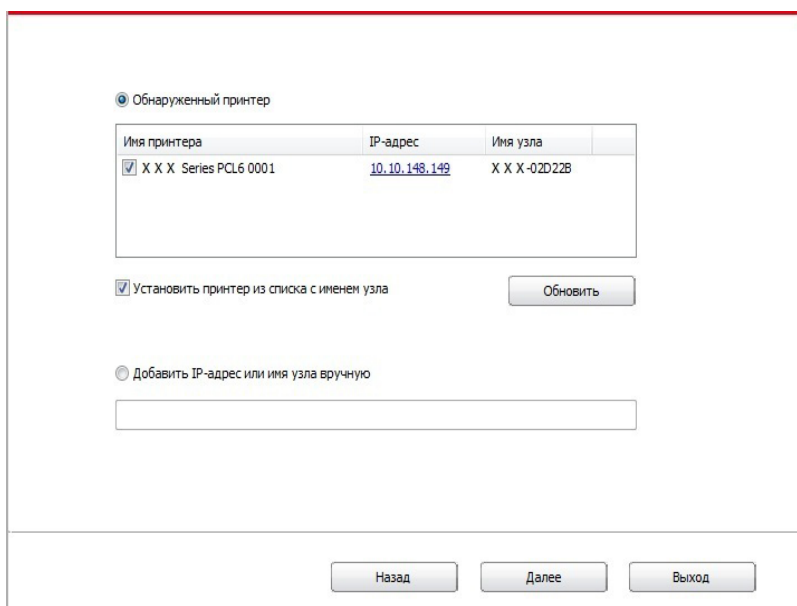 Обнаруженный принтер
Имя принтера IP-адрес Имя узла
X X X Series PCL6 0001 10.10.148.149 X X X-02D22B
Установить принтер из списка с именем узла Обновить
Добавить IP-адрес или имя узла вручную
Назад Далее Выход